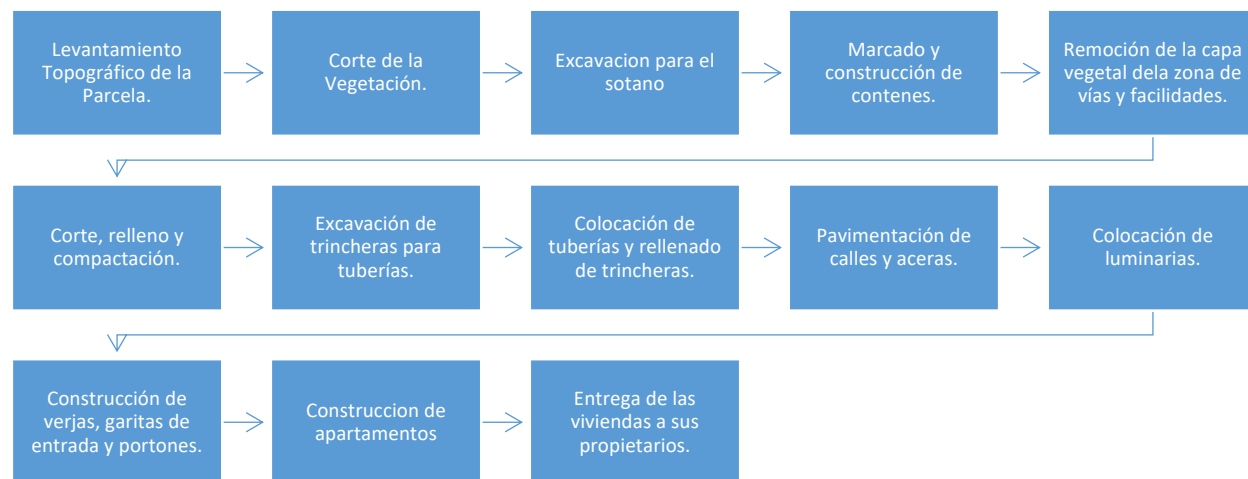 Levantamiento
Topográfico de la
Parcela.
Corte de la
Vegetación.
Excavacion para el
sotano
Marcado y
construcción de
contenes.
Remoción de la capa
vegetal dela zona de
vías y facilidades.
Corte, relleno y
compactación.
Excavación de
trincheras para
tuberías.
Colocación de
tuberías y rellenado
de trincheras.
Pavimentación de
calles y aceras.
Colocación de
luminarias.
Construcción de
verjas, garitas de
entrada y portones.
Construccion de
apartamentos
Entrega de las
viviendas a sus
propietarios.